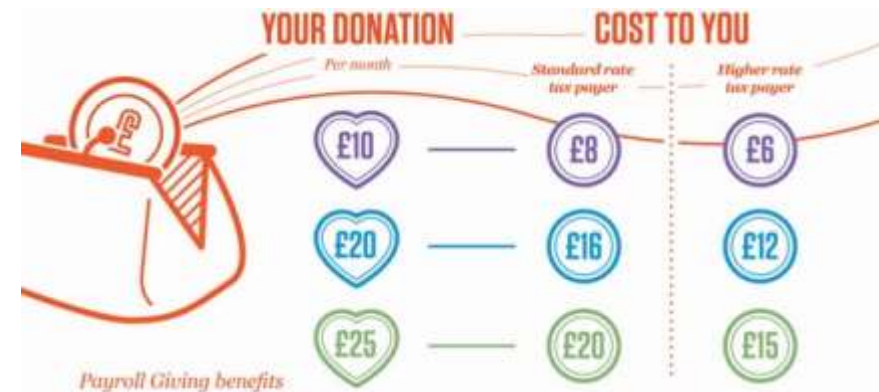 YOUR DONATION COST TO YOU
Per month
Standard rate Higher rate
tax payer tax payer
£
£10 £8 £6
£20 £16 £12
£25 £20 £15
Payroll Giving benefits